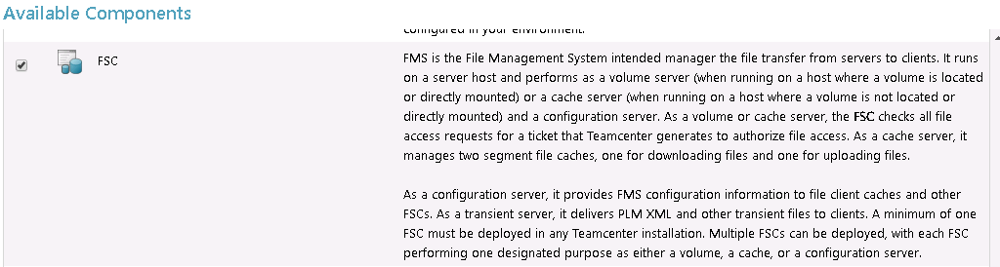 Available Components
configured in your environment.
FSC
FMS is the File Management System intended manager the file transfer from servers to clients. It runs
on a server host and performs as a volume server (when running on a host where a volume is located
or directly mounted) or a cache server (when running on a host where a volume is not located or
directly mounted) and a configuration server. As a volume or cache server, the FSC checks all file
access requests for a ticket that Teamcenter generates to authorize file access. As a cache server, it
manages two segment file caches, one for downloading files and one for uploading files.
As a configuration server, it provides FMS configuration information to file client caches and other
FSCs. As a transient server, it delivers PLM XML and other transient files to clients. A minimum of one
FSC must be deployed in any Teamcenter installation. Multiple FSCs can be deployed, with each FSC
performing one designated purpose as either a volume, a cache, or a configuration server.